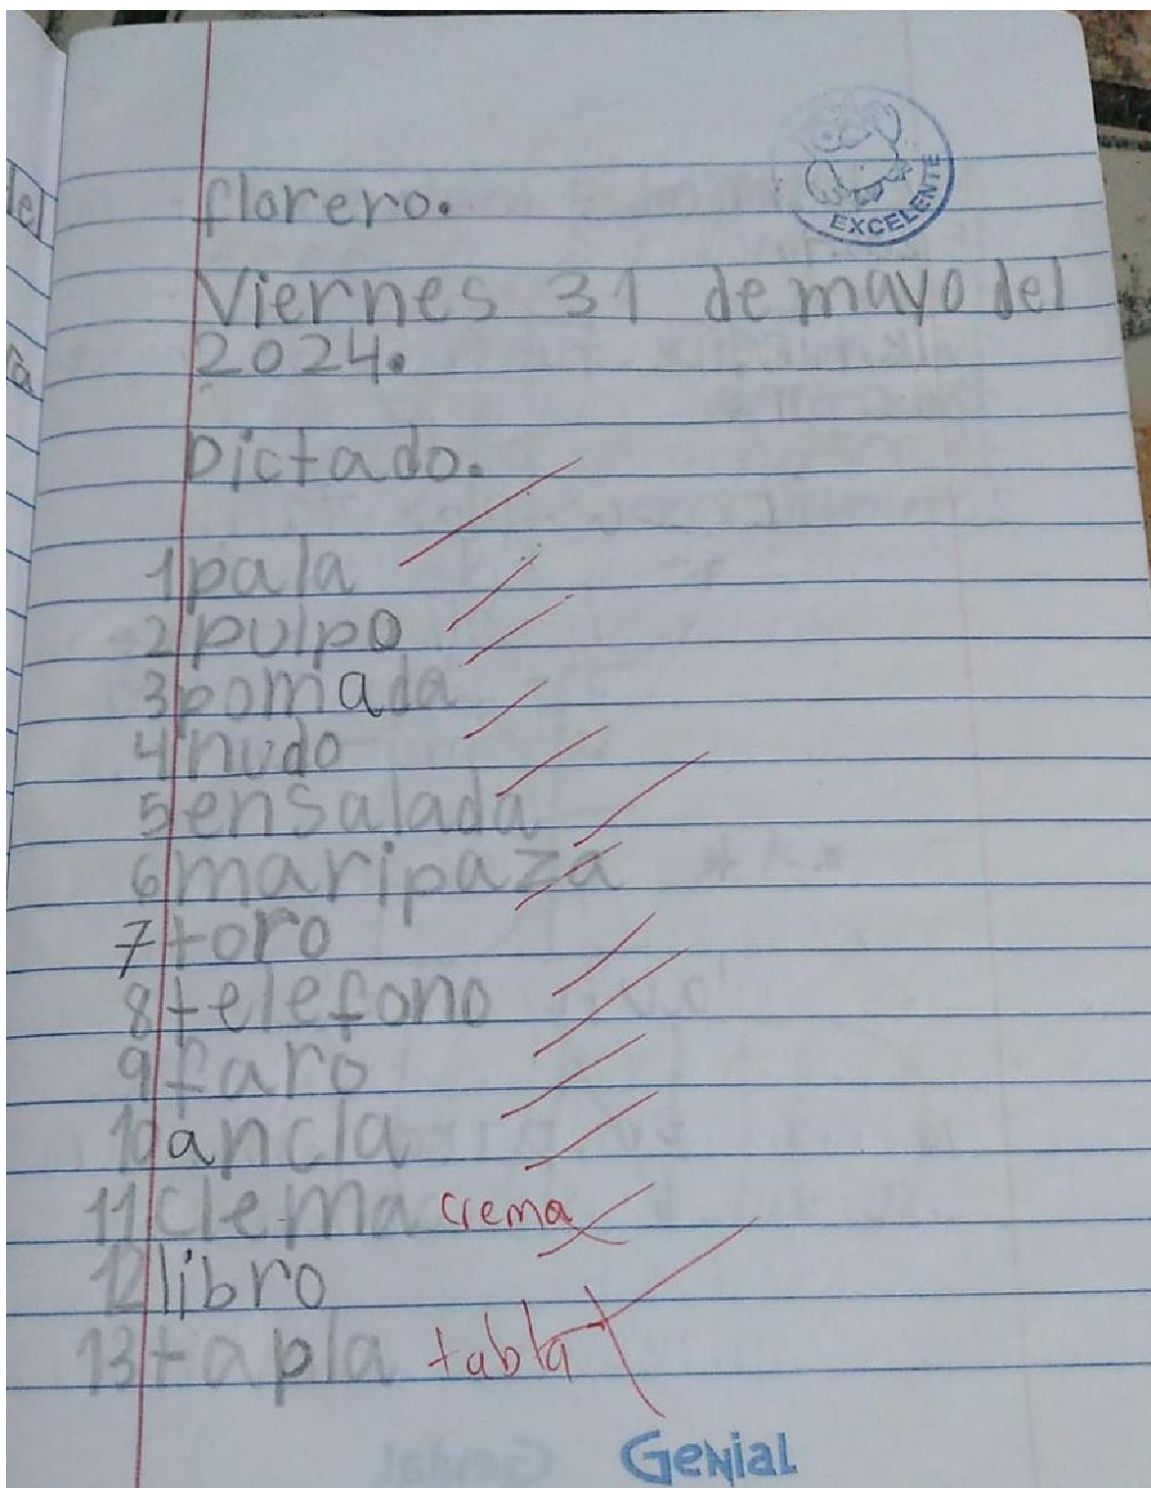 EXCELENTE
florero.
Viernes 31 de mayo del
2024.
Dictado.
1 pala
2 pulpo
3 pomada
4 nudo
5 ensalada
6 maripaza
7 toro
8 telefono
9 faro
10 ancla
11 clema crema
12 libro
13 tapla tabla
Genial